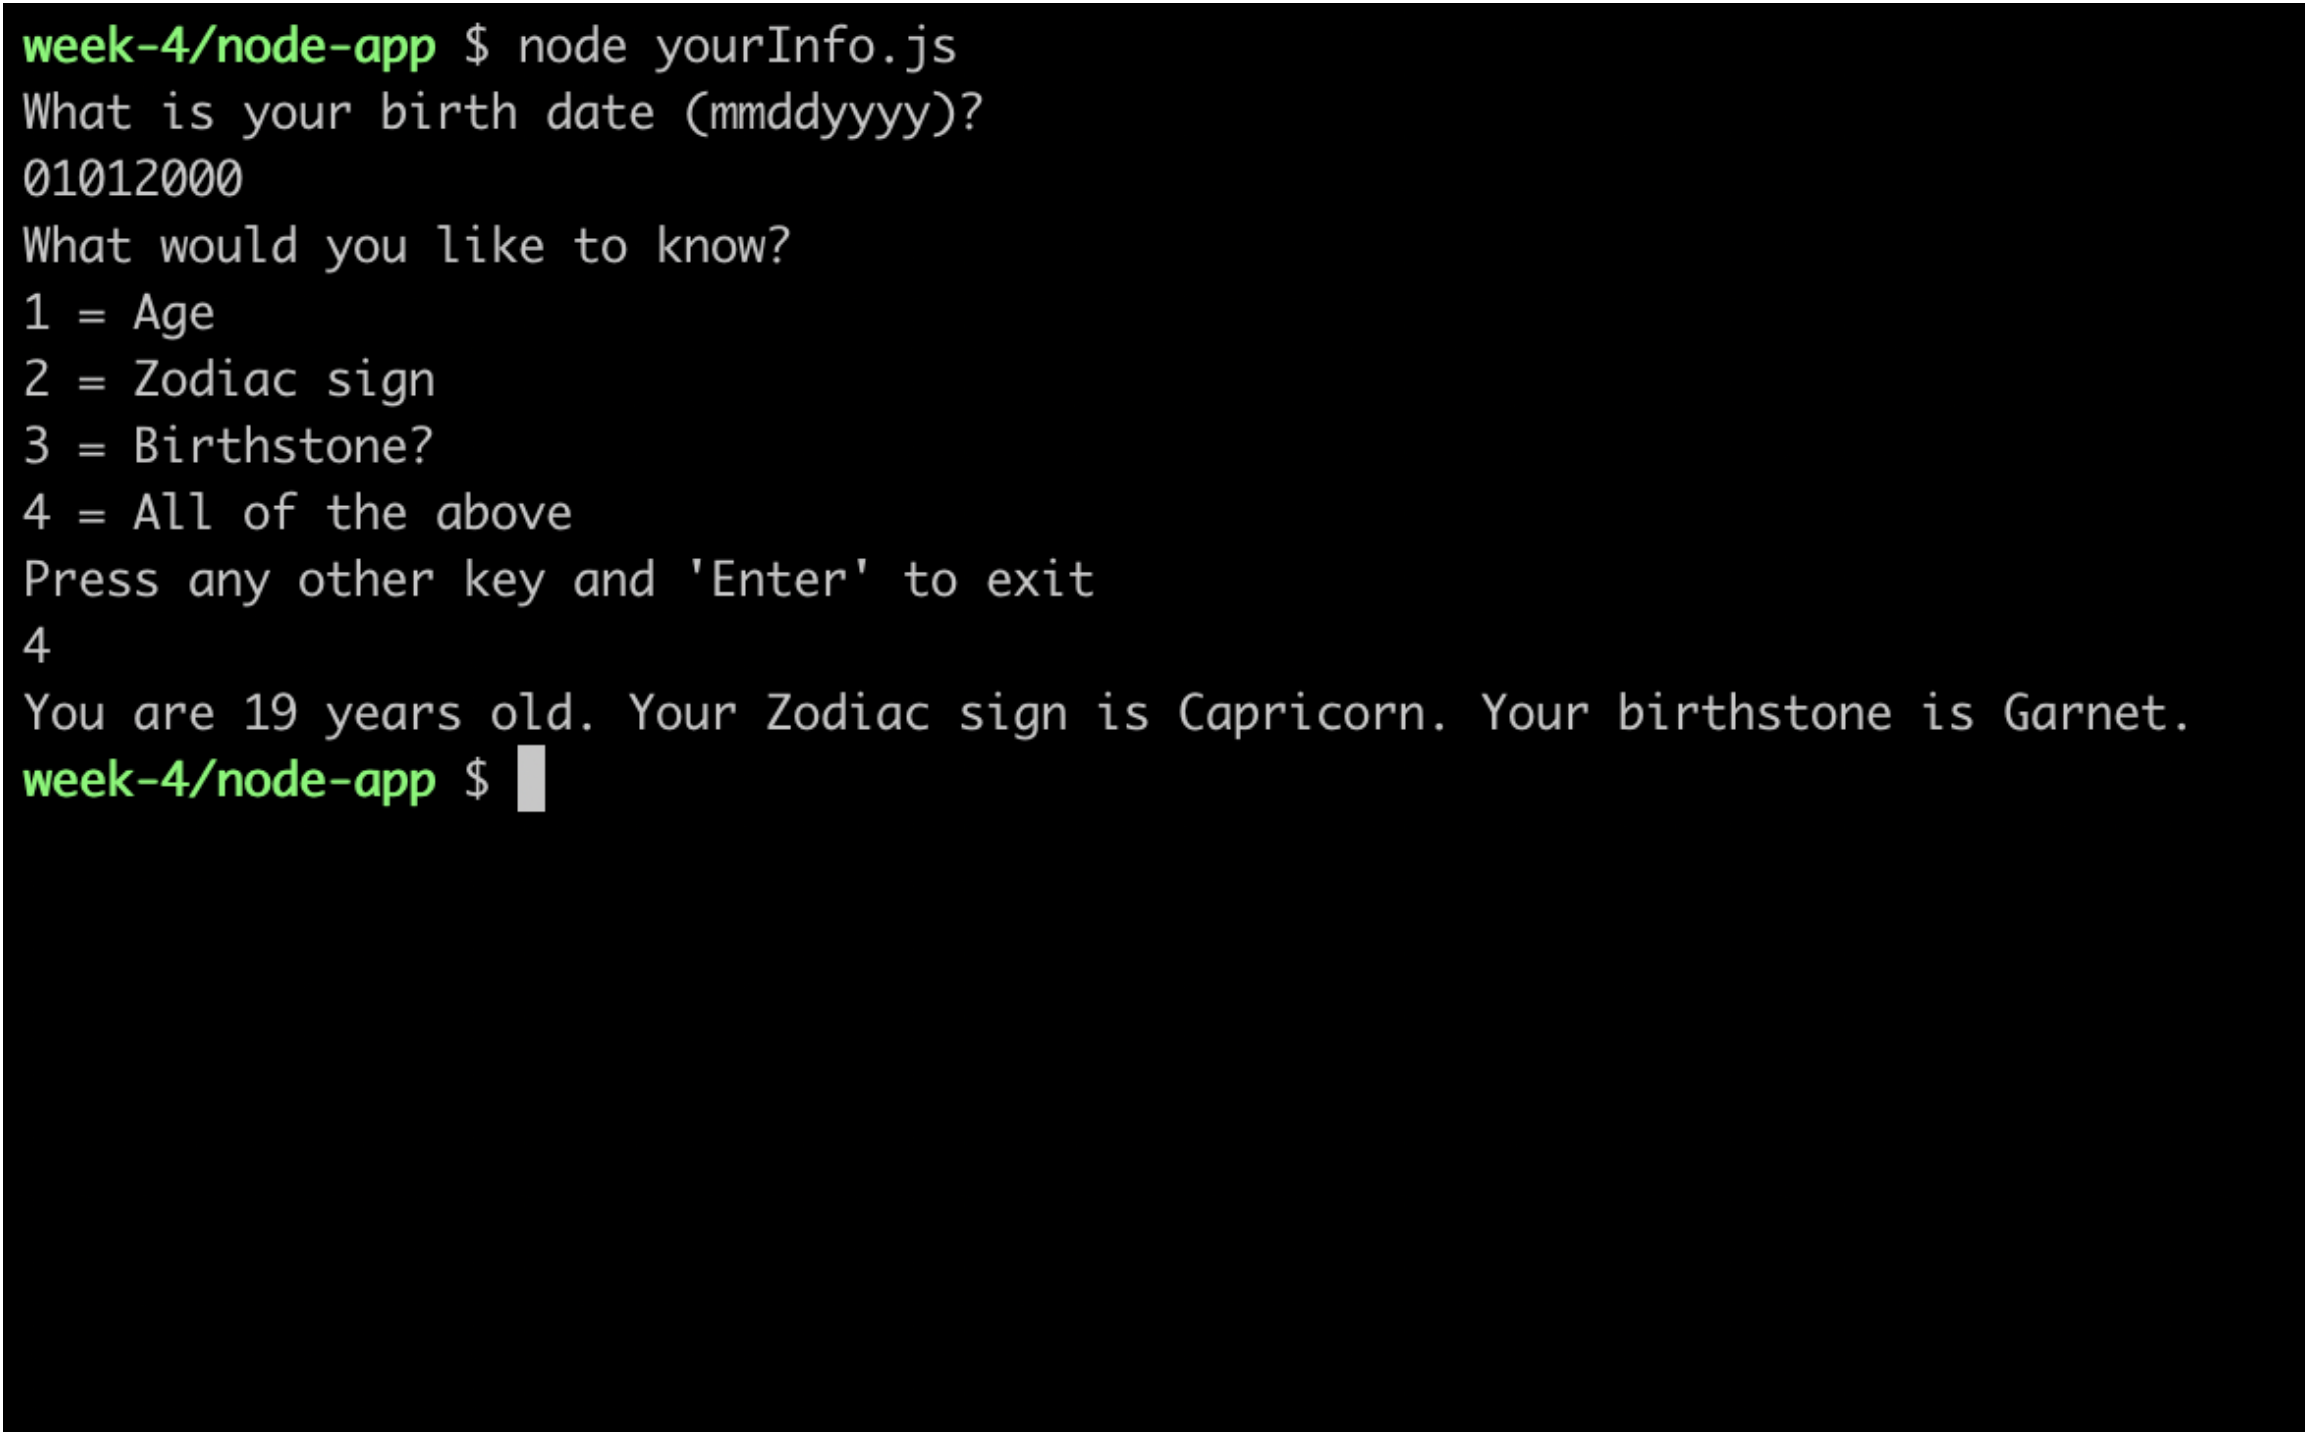 week-4/node-app $ node yourInfo.js
What is your birth date (mmddyyyy)?
01012000
What would you like to know?
1 = Age
2 = Zodiac sign
3 = Birthstone?
4 = All of the above
Press any other key and 'Enter' to exit
4
You are 19 years old. Your Zodiac sign is Capricorn. Your birthstone is Garnet.
week-4/node-app $